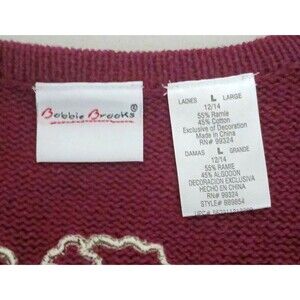 Bobbie Brooks ®
LADIES L LARGE
12/14
55% Ramie
45% Cotton
Exclusive of Decoration
Made in China
RN# 99324
DAMAS L GRANDE
12/14
55% RAMIE
45% ALGODON
DECORACION EXCLUSIVA
HECHO EN CHINA
RN# 99324
STYLE# 889854